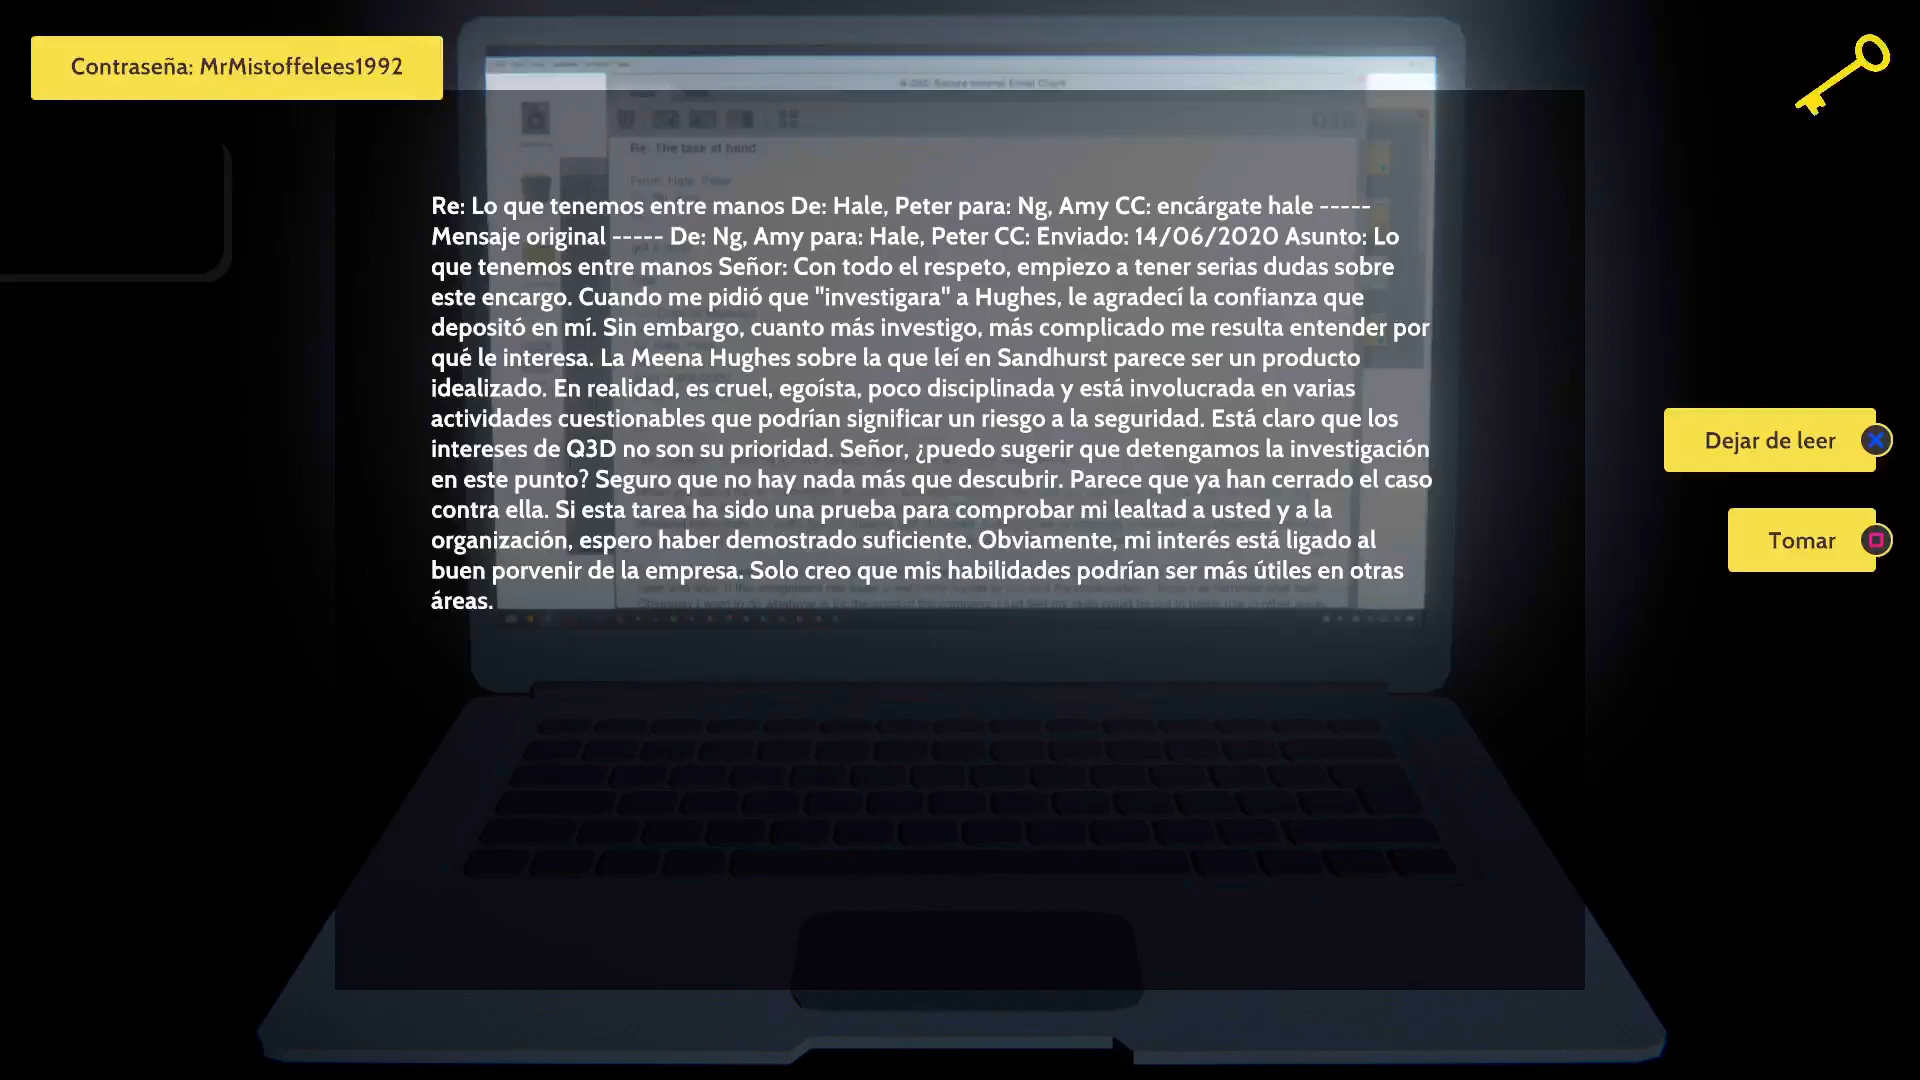 Contraseña: MrMistoffelees1992
Re: The task at hand
From: Hale, Peter
Q3D
Re: Lo que tenemos entre manos De: Hale, Peter para: Ng, Amy CC: encárgate hale -----
Mensaje original ----- De: Ng, Amy para: Hale, Peter CC: Enviado: 14/06/2020 Asunto: Lo
que tenemos entre manos Señor: Con todo el respeto, empiezo a tener serias dudas sobre
este encargo. Cuando me pidió que "investigara" a Hughes, le agradecí la confianza que
depositó en mí. Sin embargo, cuanto más investigo, más complicado me resulta entender por
qué le interesa. La Meena Hughes sobre la que leí en Sandhurst parece ser un producto
idealizado. En realidad, es cruel, egoísta, poco disciplinada y está involucrada en varias
actividades cuestionables que podrían significar un riesgo a la seguridad. Está claro que los
intereses de Q3D no son su prioridad. Señor, ¿puedo sugerir que detengamos la investigación
en este punto? Seguro que no hay nada más que descubrir. Parece que ya han cerrado el caso
contra ella. Si esta tarea ha sido una prueba para comprobar mi lealtad a usted y a la
organización, espero haber demostrado suficiente. Obviamente, mi interés está ligado al
buen porvenir de la empresa. Solo creo que mis habilidades podrían ser más útiles en otras
áreas.
Dejar de leer
Tomar